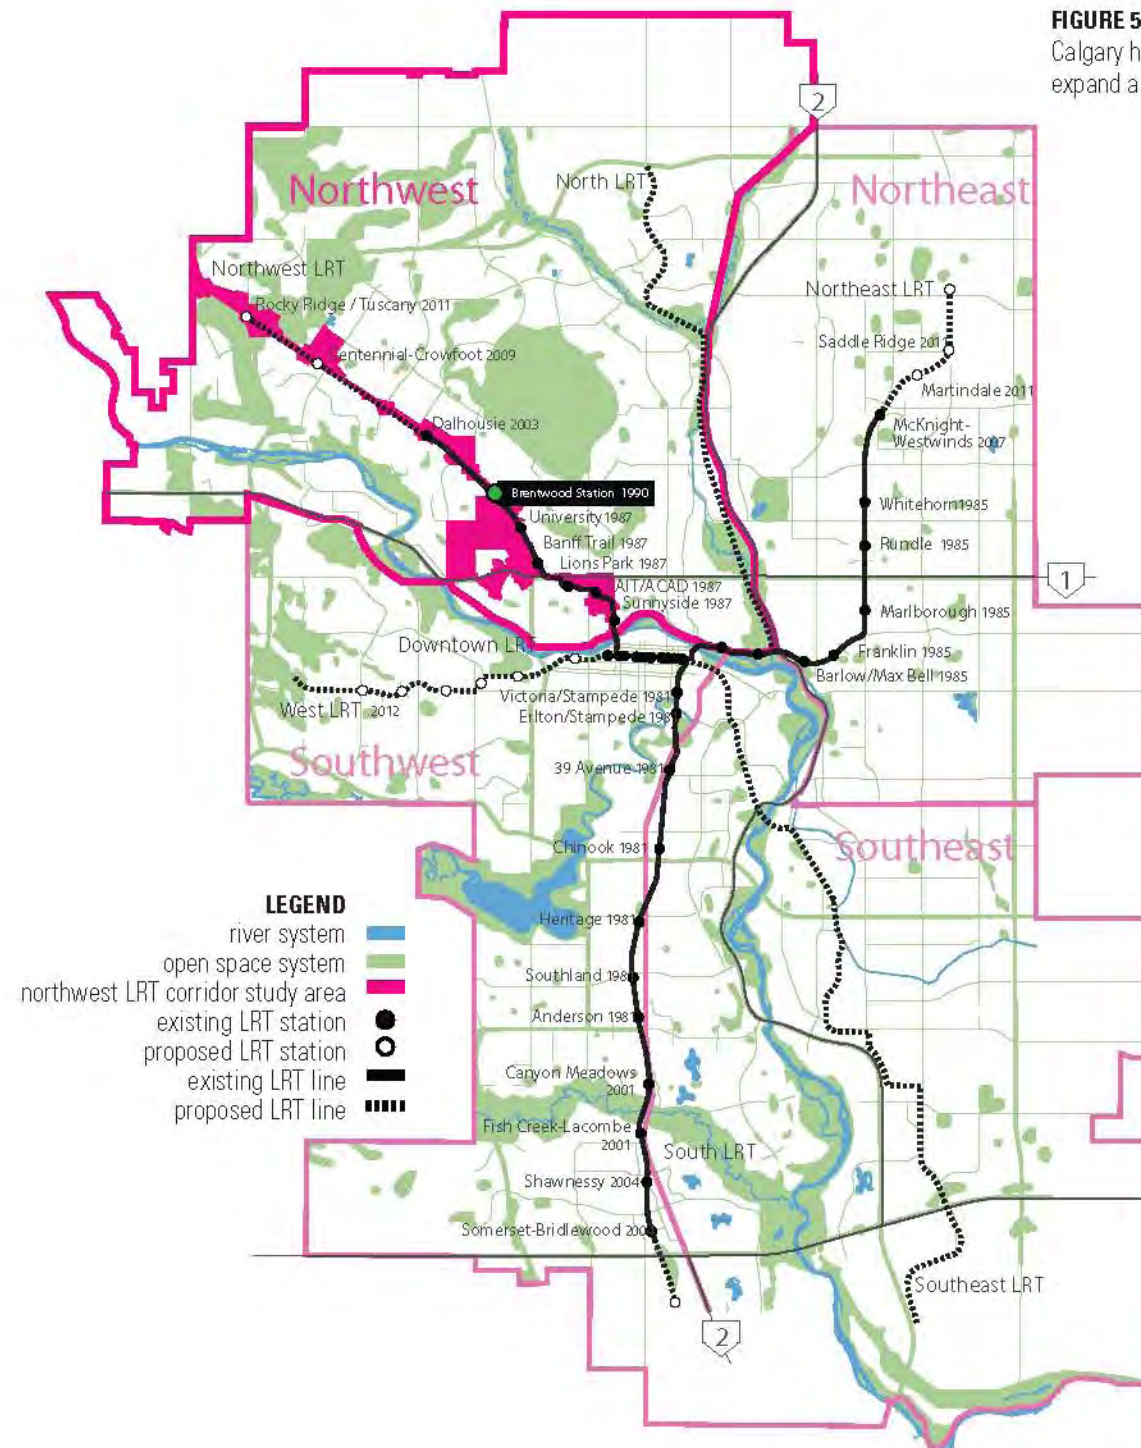 FIGURE 5
Calgary h
expand a
2
Northwest
North LRT
Northeast
Northwest LRT
Rocky Ridge / Tuscany 2011
Northeast LRT
Saddle Ridge 2011
Centennial-Crowfoot 2009
Martindale 2011
Dalhousie 2003
McKnight-
Westwinds 2007
Brentwood Station 1990
Whitehorn 1985
University 1987
Banff Trail 1987
Rundle 1985
Lions Park 1987
1
AIT/ACAD 1987
Sunnyside 1987
Marlborough 1985
Downtown LRT
Franklin 1985
Barlow/Max Bell 1985
West LRT 2012
Victoria/Stampede 1981
Erlton/Stampede 198
Southwest
39 Avenue 1981
Chinook 1981
Southeast
LEGEND
river system
open space system
northwest LRT corridor study area
existing LRT station
proposed LRT station
existing LRT line
proposed LRT line
Heritage 1981
Southland 198
Anderson 1981
Canyon Meadows
2001
Fish Creek-Lacombe
2001
South LRT
Shawnessy 2004
Somerset-Bridlewood 200
Southeast LRT
2